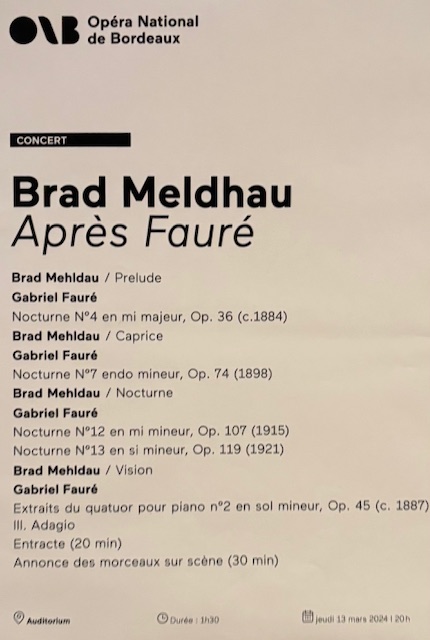 ONB Opéra National
de Bordeaux
CONCERT
Brad Meldhau
Après Fauré
Brad Mehldau / Prelude
Gabriel Fauré
Nocturne N°4 en mi majeur, Op. 36 (c.1884)
Brad Mehldau / Caprice
Gabriel Fauré
Nocturne N°7 endo mineur, Op. 74 (1898)
Brad Mehldau / Nocturne
Gabriel Fauré
Nocturne N°12 en mi mineur, Op. 107 (1915)
Nocturne N°13 en si mineur, Op. 119 (1921)
Brad Mehldau / Vision
Gabriel Fauré
Extraits du quatuor pour piano n°2 en sol mineur, Op. 45 (c. 1887)
III. Adagio
Entracte (20 min)
Annonce des morceaux sur scène (30 min)
Auditorium Durée : 1h30 jeudi 13 mars 2024 | 20h